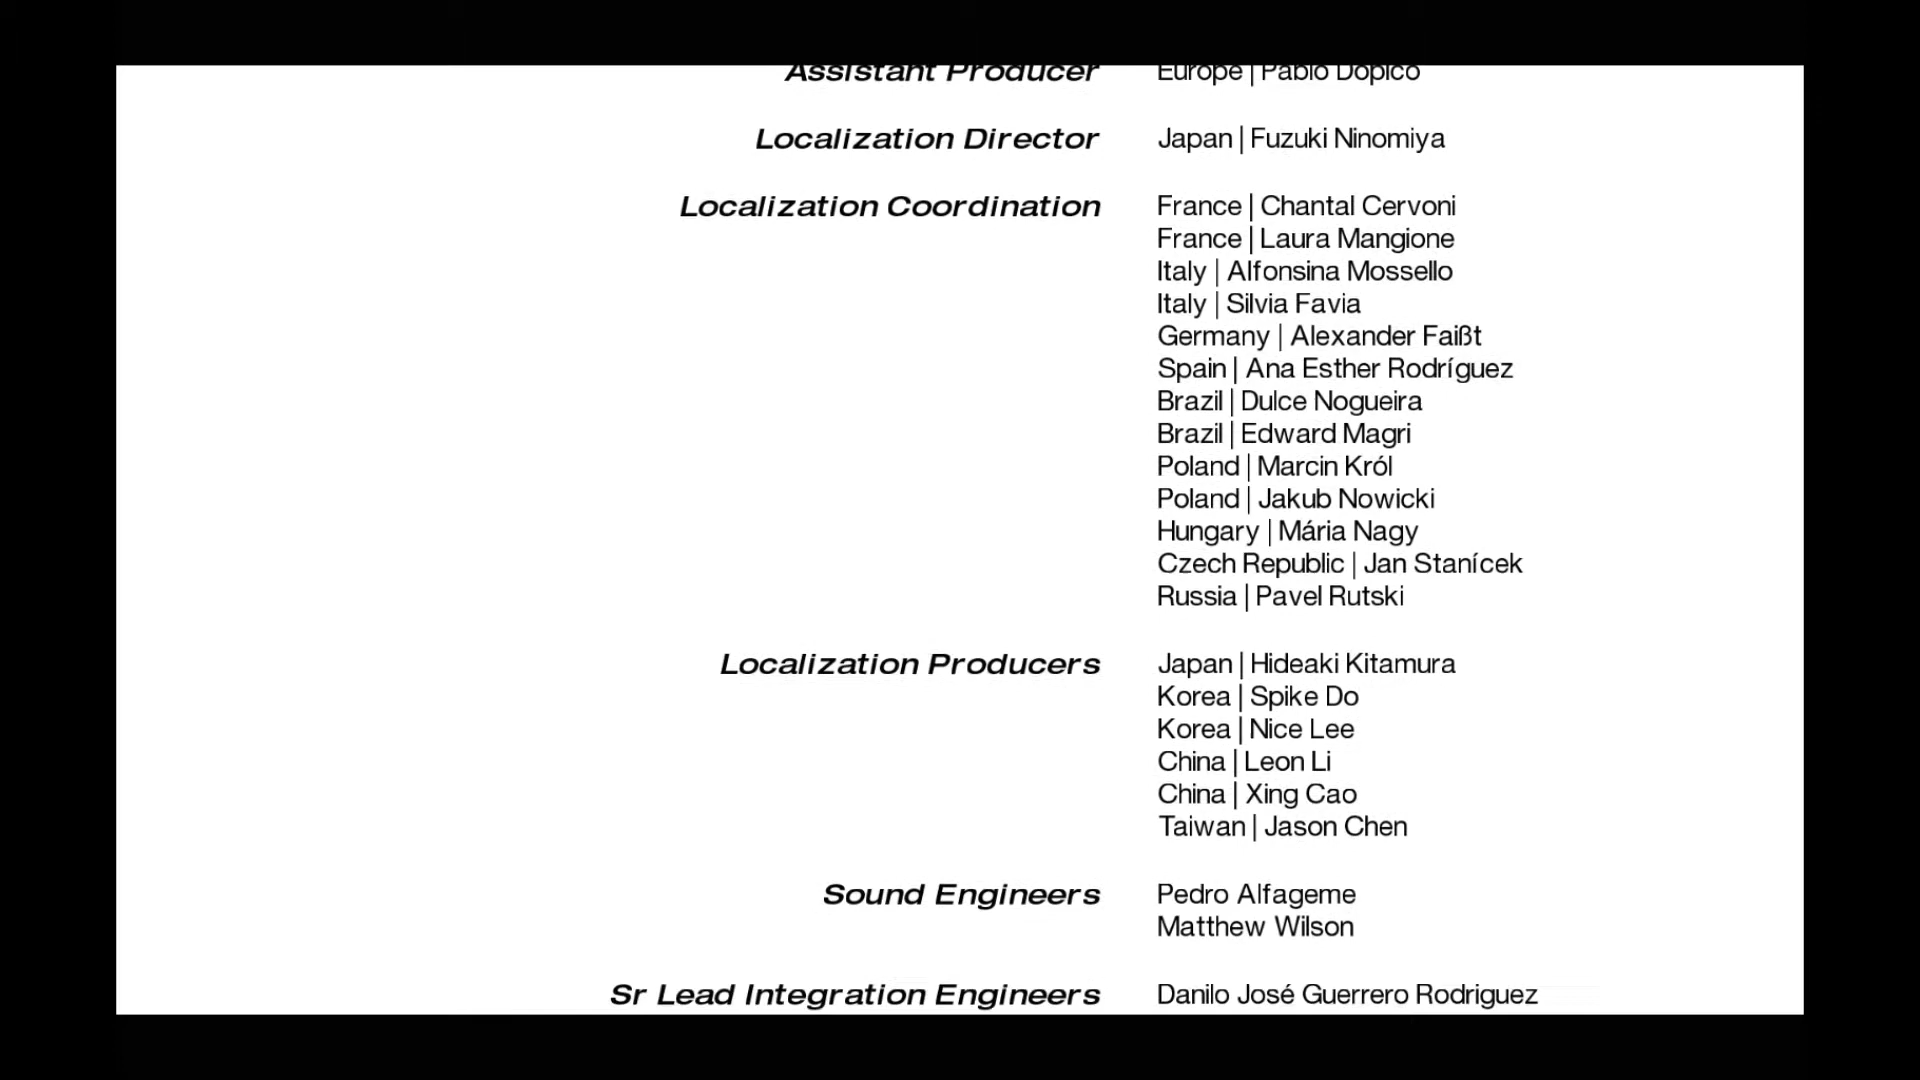 Assistant Producer Europe | Pablo Dopico
Localization Director Japan | Fuzuki Ninomiya
Localization Coordination France | Chantal Cervoni
France | Laura Mangione
Italy | Alfonsina Mossello
Italy | Silvia Favia
Germany | Alexander Faißt
Spain | Ana Esther Rodríguez
Brazil | Dulce Nogueira
Brazil | Edward Magri
Poland | Marcin Król
Poland | Jakub Nowicki
Hungary | Mária Nagy
Czech Republic | Jan Stanícek
Russia | Pavel Rutski
Localization Producers Japan | Hideaki Kitamura
Korea | Spike Do
Korea | Nice Lee
China | Leon Li
China | Xing Cao
Taiwan | Jason Chen
Sound Engineers Pedro Alfageme
Matthew Wilson
Sr Lead Integration Engineers Danilo José Guerrero Rodriguez